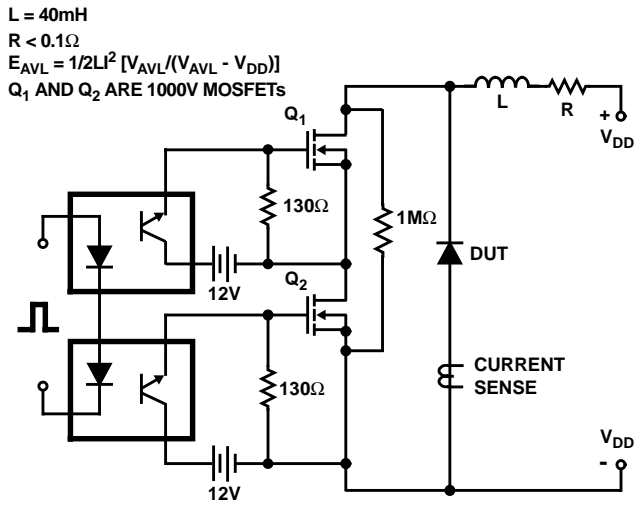 L = 40mH
R < 0.1Ω
E_AVL = 1/2LI² [V_AVL/(V_AVL - V_DD)]
Q₁ AND Q₂ ARE 1000V MOSFETs
Q₁
L
R
+
V_DD
130Ω
1MΩ
DUT
12V
Q₂
130Ω
CURRENT
SENSE
V_DD
-
12V